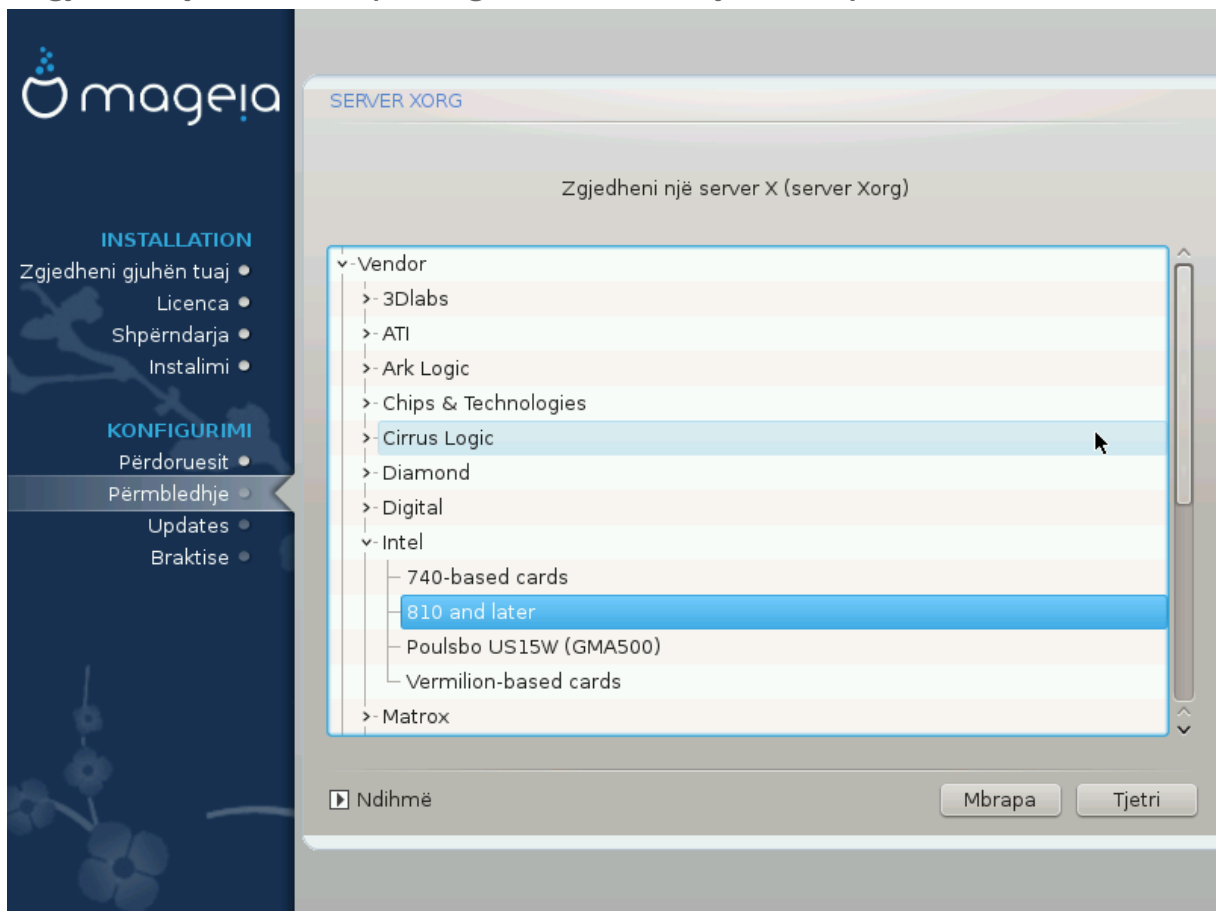 mageia
INSTALLATION
Zgjedheni gjuhën tuaj
Licenca
Shpërndarja
Instalimi
KONFIGURIMI
Përdoruesit
Përmbledhje
Updates
Braktise
SERVER XORG
Zgjedheni një server X (server Xorg)
Vendor
3Dlabs
ATI
Ark Logic
Chips & Technologies
Cirrus Logic
Diamond
Digital
Intel
740-based cards
810 and later
Poulsbo US15W (GMA500)
Vermilion-based cards
Matrox
Ndihmë
Mbrapa
Tjetri